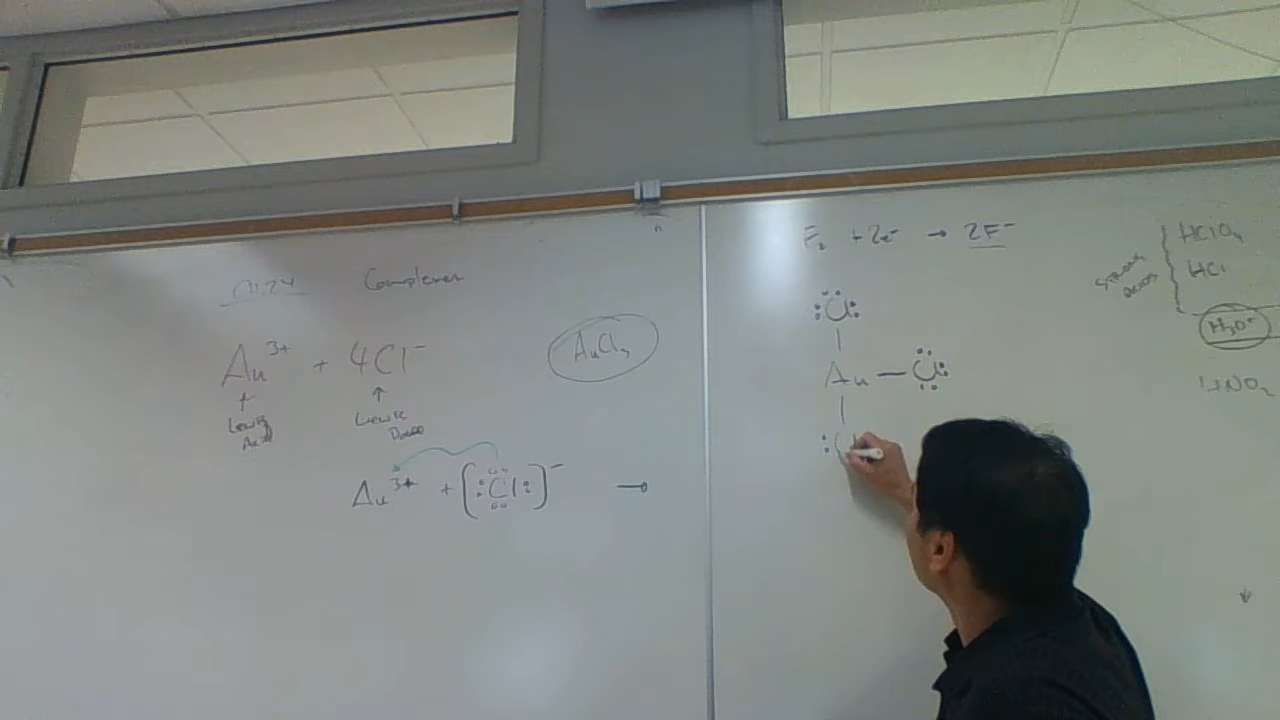 Complexes
Au³⁺ + 4Cl⁻
↑ ↑
Lewis Acid
Lewis Base
AuCl₃
Au³⁺ + [:Cl:]⁻ →
F₂ + 2e⁻ → 2F⁻
:Cl:
|
Au — Cl:
|
:C
Strong Acids
HClO₄
HCl
H₃O⁺
HNO₂